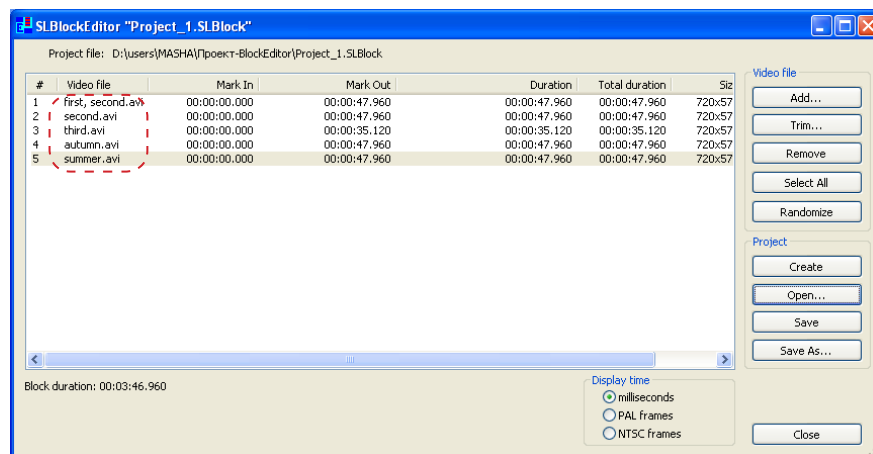 SLBlockEditor "Project_1.SLBlock"
Project file: D:\users\MASHA\Проект-BlockEditor\Project_1.SLBlock
# Video file Mark In Mark Out Duration Total duration Siz
1 first, second.avi 00:00:00.000 00:00:47.960 00:00:47.960 00:00:47.960 720x57
2 second.avi 00:00:00.000 00:00:47.960 00:00:47.960 00:00:47.960 720x57
3 third.avi 00:00:00.000 00:00:35.120 00:00:35.120 00:00:35.120 720x57
4 autumn.avi 00:00:00.000 00:00:47.960 00:00:47.960 00:00:47.960 720x57
5 summer.avi 00:00:00.000 00:00:47.960 00:00:47.960 00:00:47.960 720x57
Block duration: 00:03:46.960
Display time
milliseconds
PAL frames
NTSC frames
Video file
Add...
Trim...
Remove
Select All
Randomize
Project
Create
Open...
Save
Save As...
Close